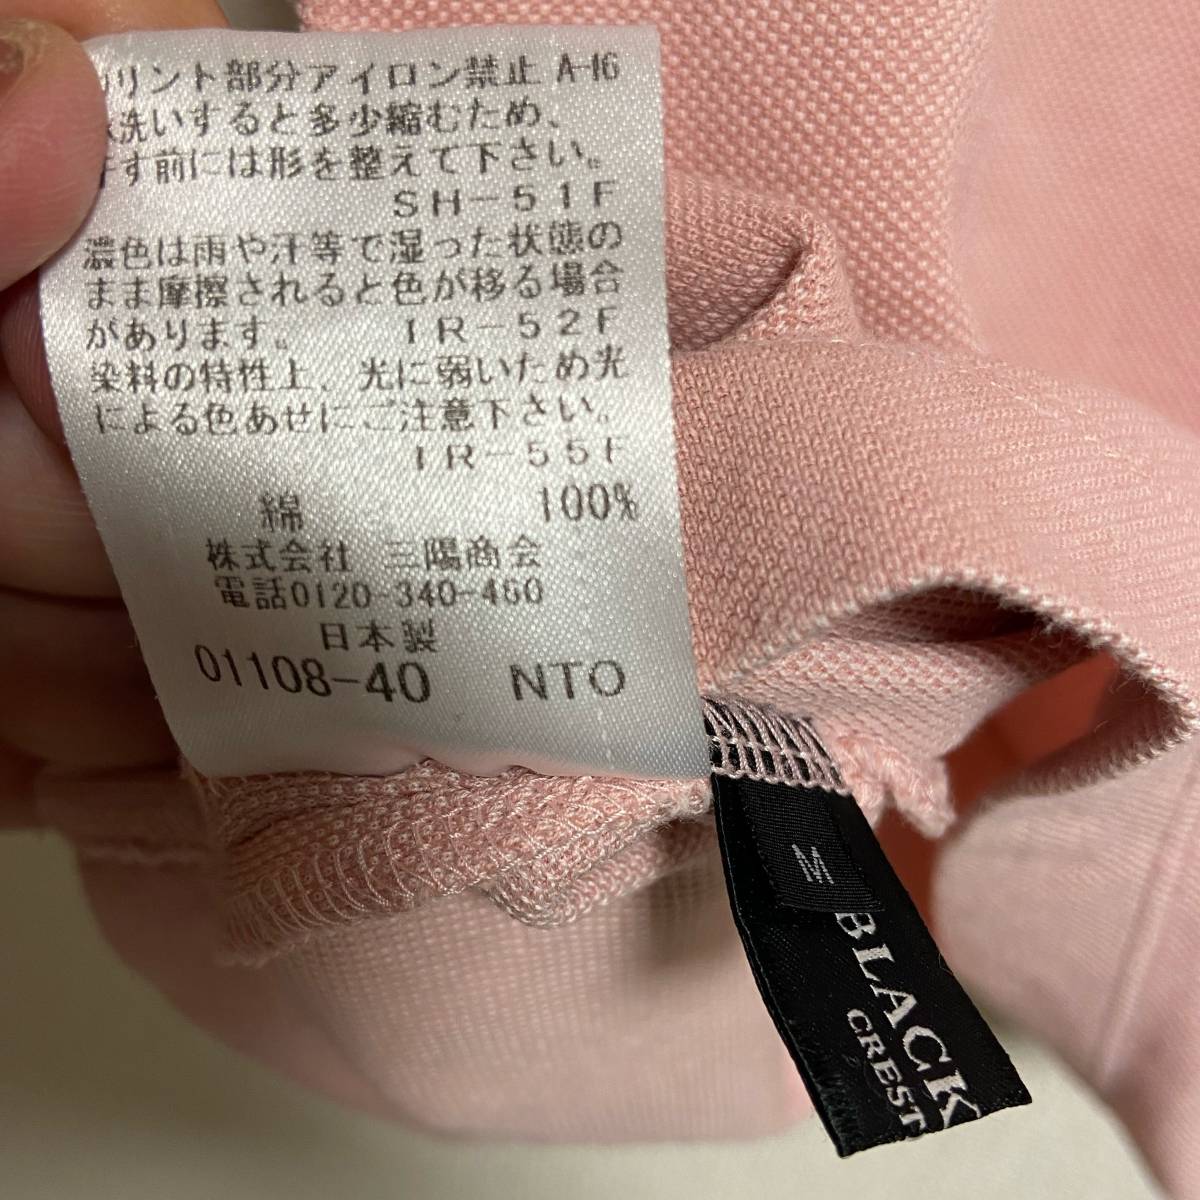 リント部分アイロン禁止 A-16
洗いすると多少縮むため、
す前には形を整えて下さい。
SH-51F
濃色は雨や汗等で湿った状態の
まま摩擦されると色が移る場合
があります。 IR-52F
染料の特性上、光に弱いため光
による色あせにご注意下さい。
IR-55F
綿 100%
株式会社 三陽商会
電話0120-340-460
日本製
01108-40 NTO
M
BLACK
CREST